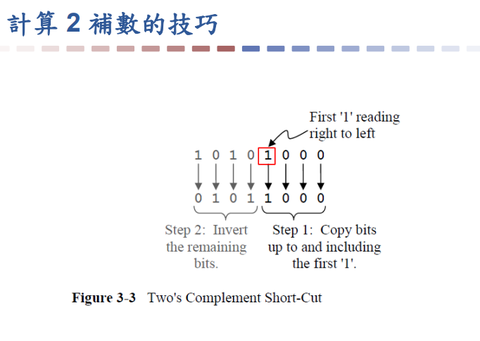 計算 2 補數的技巧
First '1' reading
right to left
1 0 1 0 1 0 0 0
0 1 0 1 1 0 0 0
Step 2: Invert
the remaining
bits.
Step 1: Copy bits
up to and including
the first '1'.
Figure 3-3 Two's Complement Short-Cut